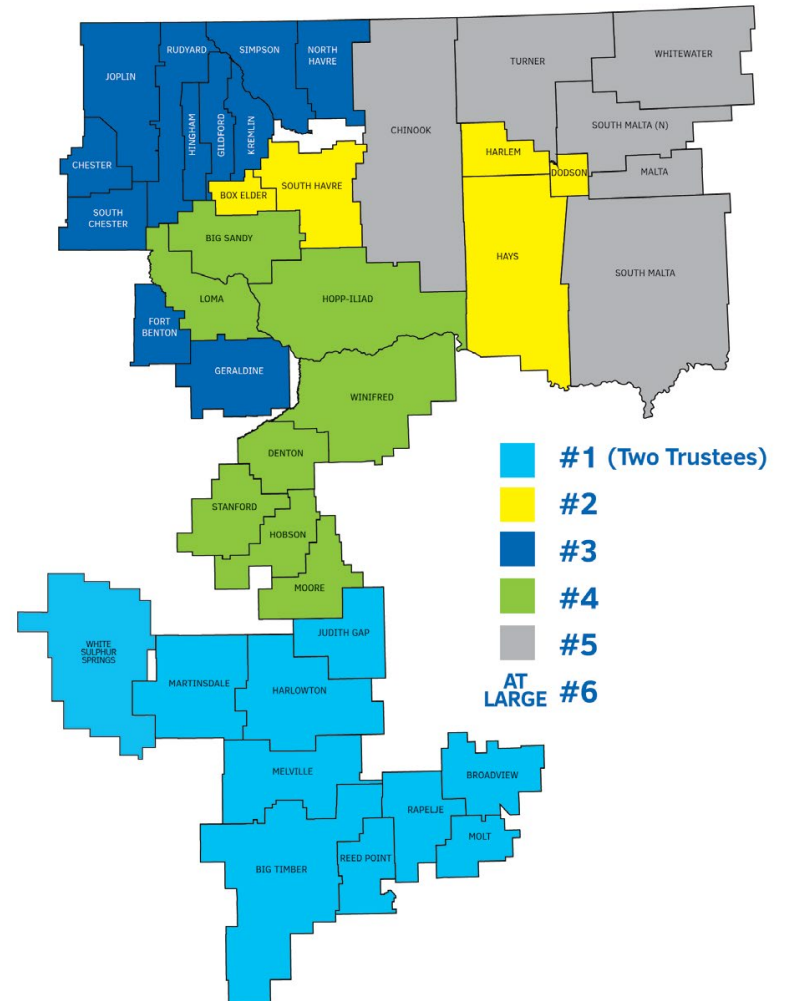 RUDYARD
SIMPSON
NORTH
HAVRE
JOPLIN
TURNER
WHITEWATER
HINGHAM
GILDFORD
KREMLIN
CHINOOK
SOUTH MALTA (N)
CHESTER
HARLEM
DODSON
MALTA
BOX ELDER
SOUTH HAVRE
SOUTH
CHESTER
BIG SANDY
HAYS
SOUTH MALTA
LOMA
HOPP-ILIAD
FORT
BENTON
GERALDINE
WINIFRED
DENTON
#1 (Two Trustees)
#2
STANFORD
HOBSON
#3
MOORE
#4
JUDITH GAP
#5
WHITE
SULPHUR
SPRINGS
MARTINSDALE
HARLOWTON
AT
LARGE #6
MELVILLE
BROADVIEW
RAPELJE
MOLT
BIG TIMBER
REED POINT